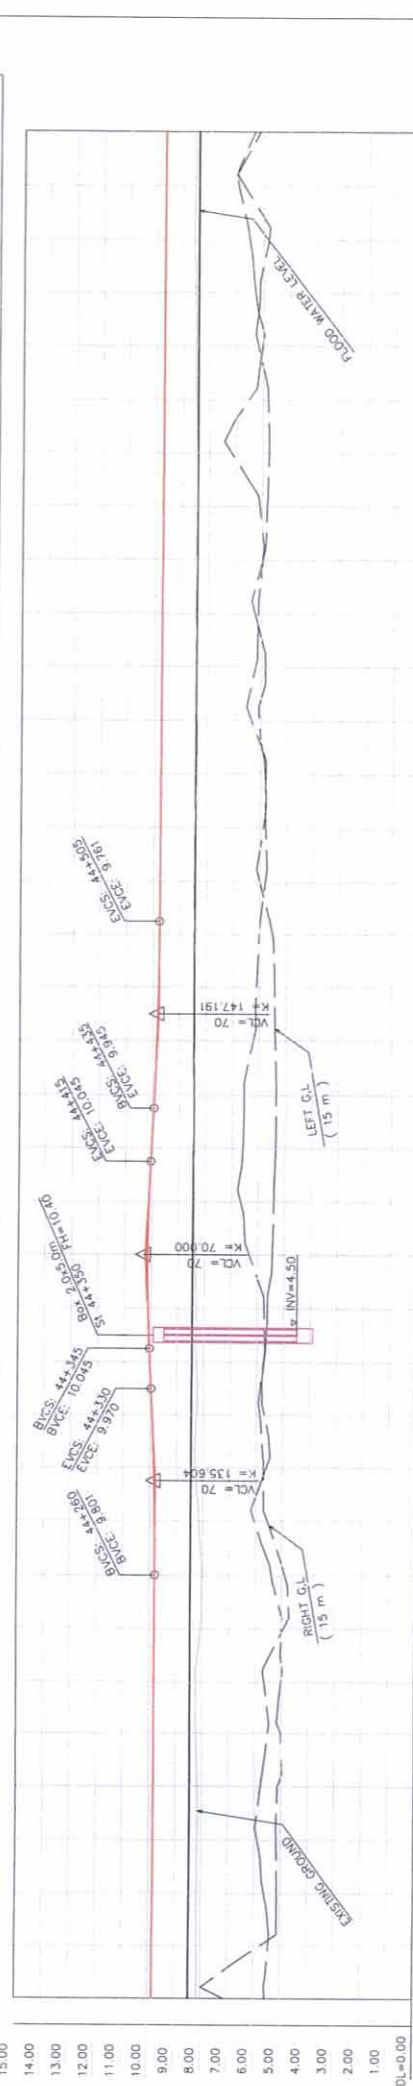 15.00
14.00
13.00
12.00
11.00
10.00
9.00
8.00
7.00
6.00
5.00
4.00
3.00
2.00
1.00
DL=0.00
EXISTING GROUND
RIGHT G.L
( 15 m )
BVCS: 44+260
BVCE: 9.801
VCL= 70
K= 135.604
EVCS: 44+330
EVCE: 9.970
BVCS: 44+345
BVCE: 10.045
St. 44+350 FH=10.40
Box 2.0x5.0m
INV=4.50
VCL= 70
K= 70.000
EVCS: 44+415
EVCE: 10.045
BVCS: 44+435
EVCE: 9.945
VCL= 70
K= 147.191
LEFT G.L
( 15 m )
EVCS: 44+505
EVCE: 9.761
FLOOD WATER LEVEL